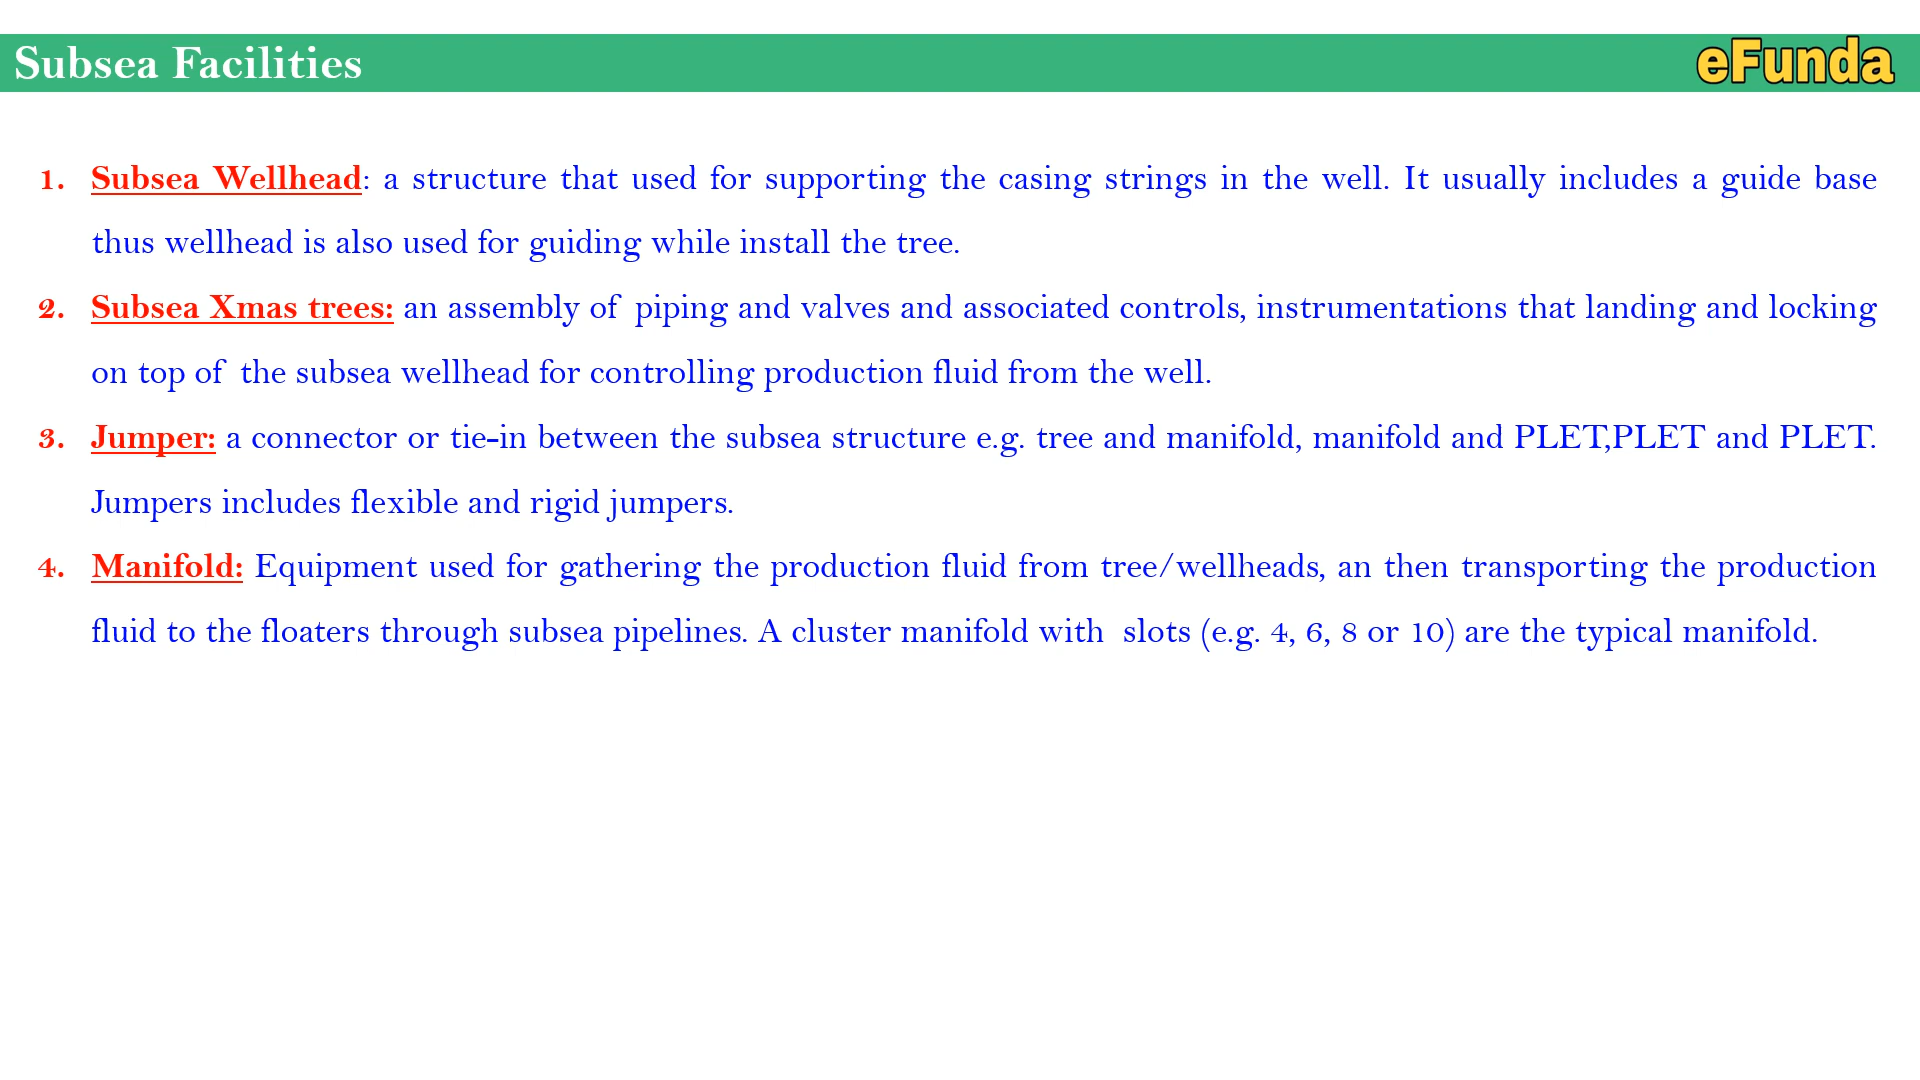 Subsea Facilities
eFunda
1. Subsea Wellhead: a structure that used for supporting the casing strings in the well. It usually includes a guide base
thus wellhead is also used for guiding while install the tree.
2. Subsea Xmas trees: an assembly of piping and valves and associated controls, instrumentations that landing and locking
on top of the subsea wellhead for controlling production fluid from the well.
3. Jumper: a connector or tie-in between the subsea structure e.g. tree and manifold, manifold and PLET,PLET and PLET.
Jumpers includes flexible and rigid jumpers.
4. Manifold: Equipment used for gathering the production fluid from tree/wellheads, an then transporting the production
fluid to the floaters through subsea pipelines. A cluster manifold with slots (e.g. 4, 6, 8 or 10) are the typical manifold.